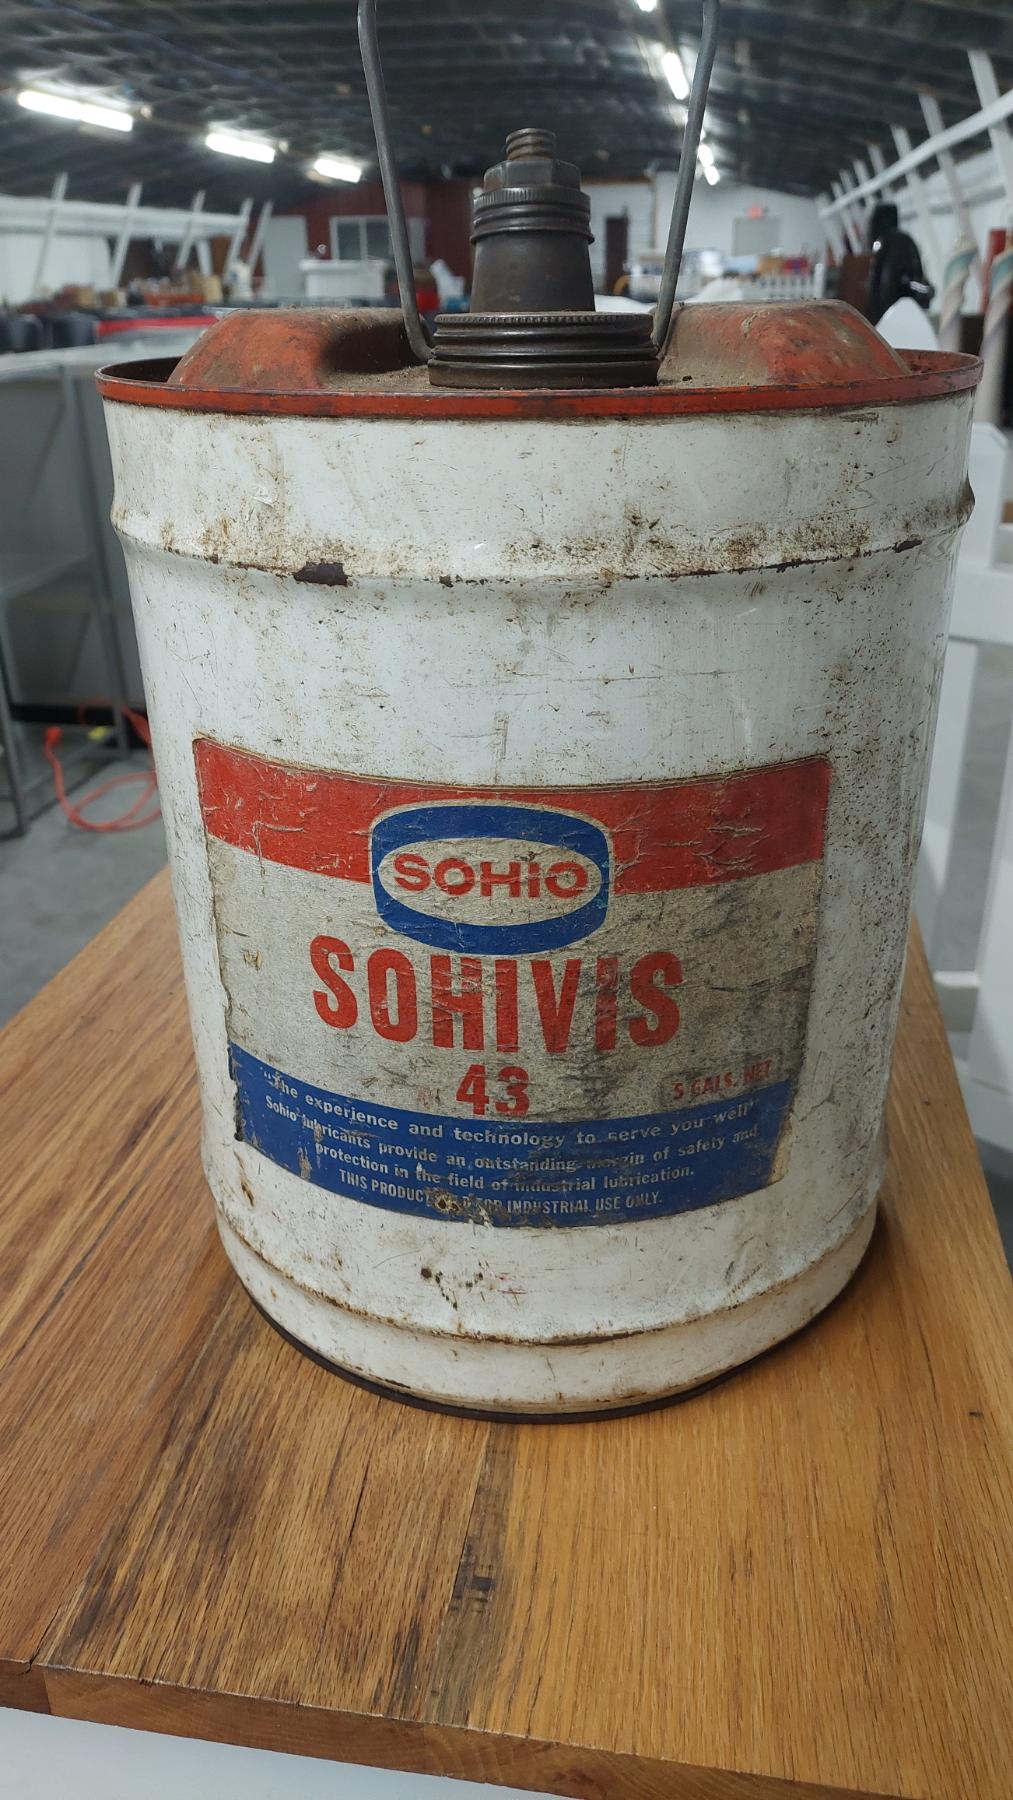 SOHIO
SOHIVIS
43
5 GALS. NET
"The experience and technology to serve you well"
Sohio lubricants provide an outstanding margin of safety and
protection in the field of industrial lubrication.
THIS PRODUCT FOR INDUSTRIAL USE ONLY.